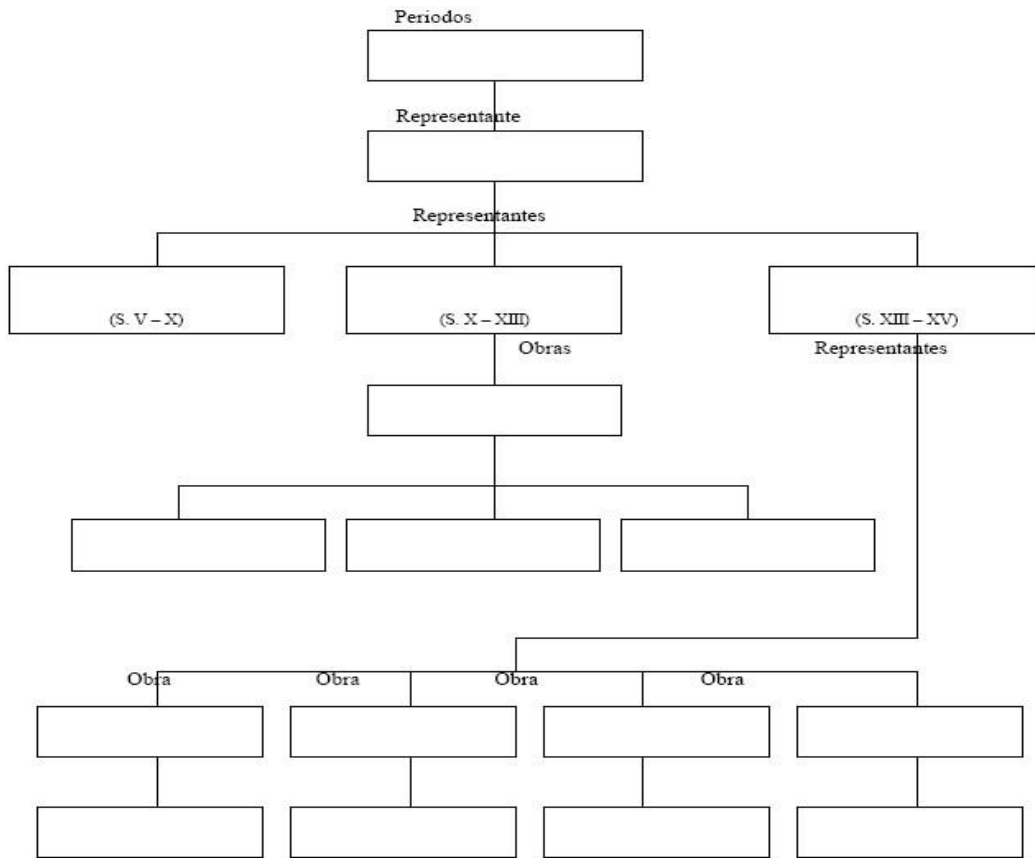 Periodos
Representante
Representantes
(S. V – X)
(S. X – XIII)
(S. XIII – XV)
Obras
Representantes
Obra
Obra
Obra
Obra